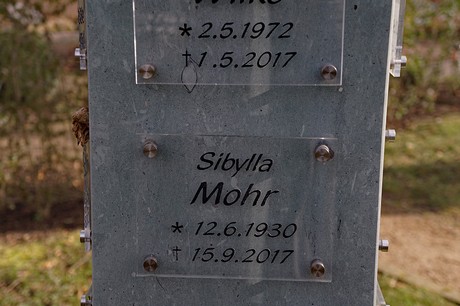 * 2.5.1972
† 1.5.2017
Sibylla
Mohr
* 12.6.1930
† 15.9.2017